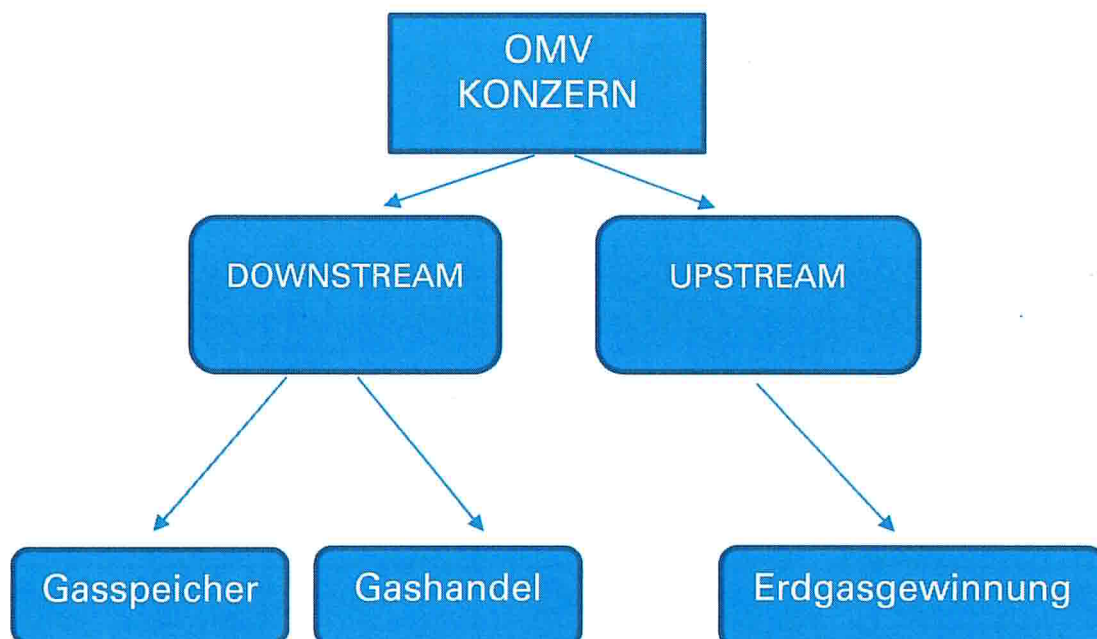 OMV
KONZERN
DOWNSTREAM
UPSTREAM
Gasspeicher
Gashandel
Erdgasgewinnung